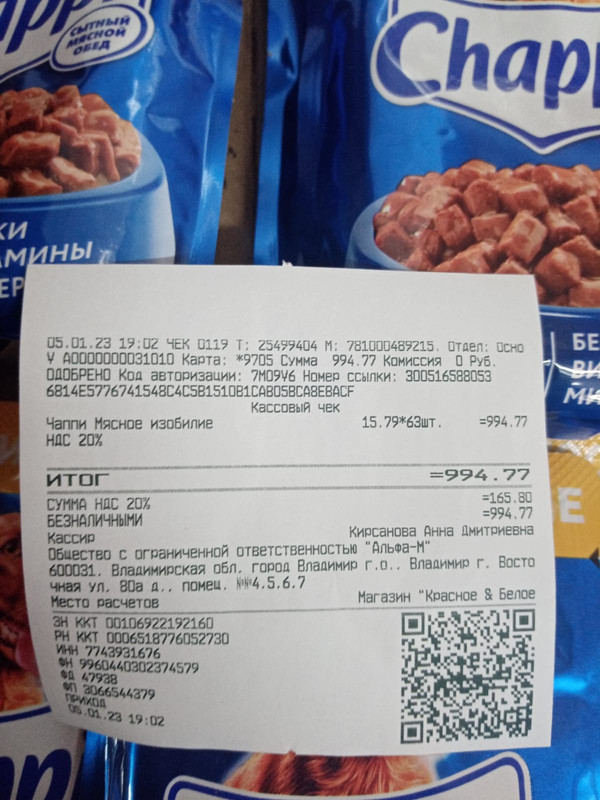 СЫТНЫЙ
МЯСНОЙ
ОБЕД
Chapp
05.01.23 19:02 ЧЕК 0119 Т: 25499404 М: 781000489215. Отдел: Осно
V A0000000031010 Карта: *9705 Сумма 994.77 Комиссия 0 Руб.
ОДОБРЕНО Код авторизации: 7M09V6 Номер ссылки: 300516588053
6814E5776741548C4C5B1510B1CAB05BCA8EBACF
Кассовый чек
Чаппи Мясное изобилие 15.79*63шт. =994.77
НДС 20%
ИТОГ =994.77
СУММА НДС 20% =165.80
БЕЗНАЛИЧНЫМИ =994.77
Кассир Кирсанова Анна Дмитриевна
Общество с ограниченной ответственностью "Альфа-М"
600031, Владимирская обл, город Владимир г.о., Владимир г, Восто
чная ул, 80а д., помещ. №№4.5.6.7
Место расчетов Магазин "Красное & Белое
ЗН ККТ 00106922192160
РН ККТ 0006518776052730
ИНН 7743931676
ФН 9960440302374579
ФД 47938
ФП 3066544379
ПРИХОД
05.01.23 19:02